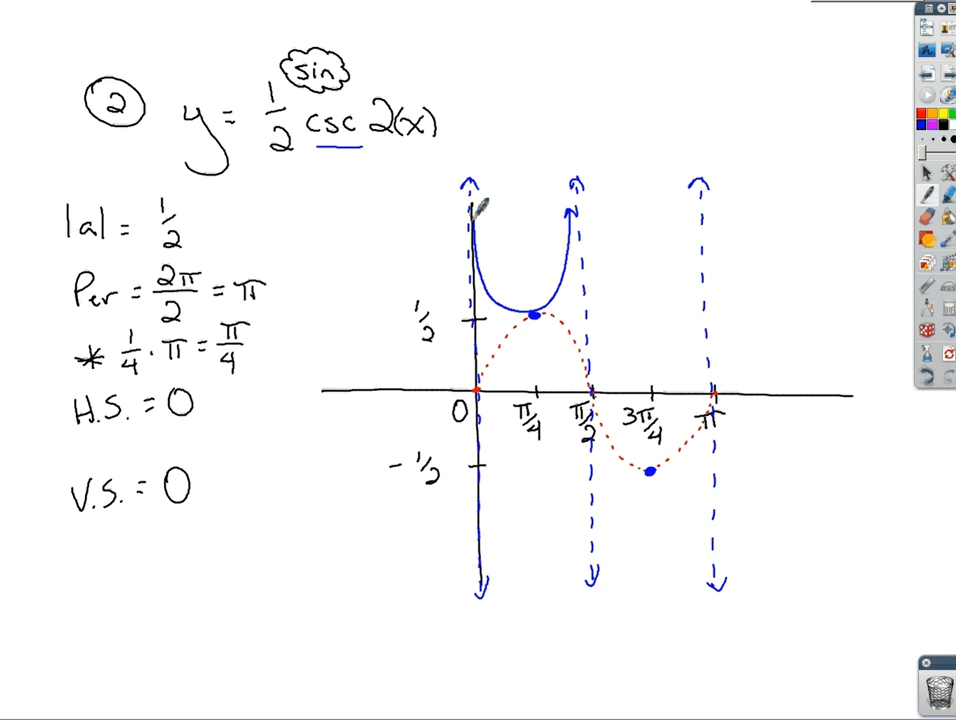 sin
② y = 1/2 csc 2(x)
|a| = 1/2
Per = 2π/2 = π
* 1/4 · π = π/4
H.S. = 0
V.S. = 0
1/2
0 π/4 π/2 3π/4 π
- 1/2